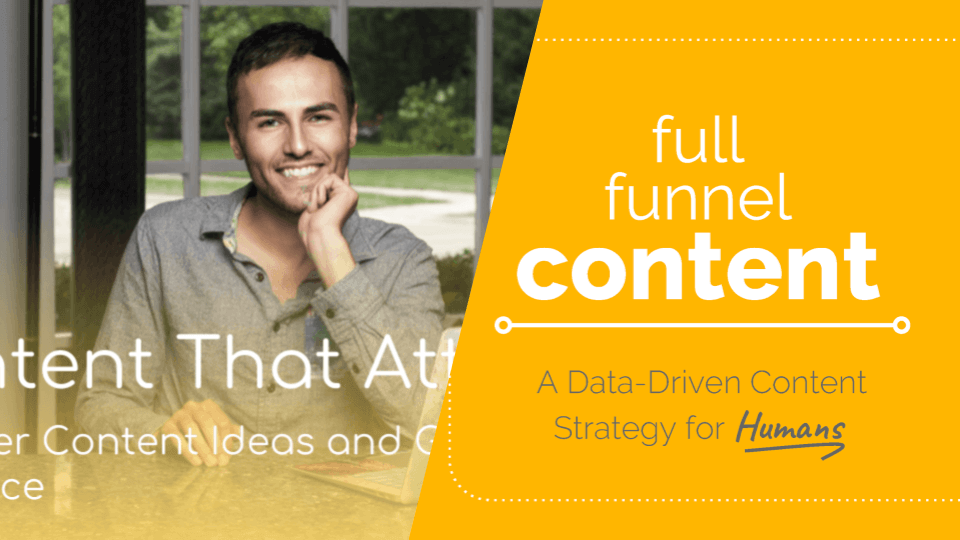 ntent That Att
er Content Ideas and G
ce
full
funnel
content
A Data-Driven Content
Strategy for Humans